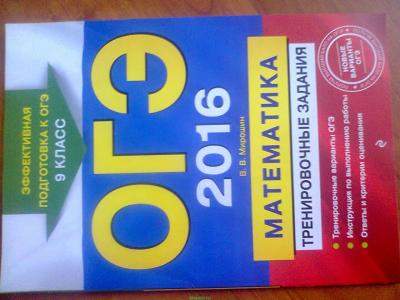 ЭФФЕКТИВНАЯ
ПОДГОТОВКА К ОГЭ
9 КЛАСС
ОГЭ
2016
В. В. Мирошин
МАТЕМАТИКА
ТРЕНИРОВОЧНЫЕ ЗАДАНИЯ
НОВЫЕ
ВАРИАНТЫ
ОГЭ
• Тренировочные варианты ОГЭ
• Инструкция по выполнению работы
• Ответы и критерии оценивания